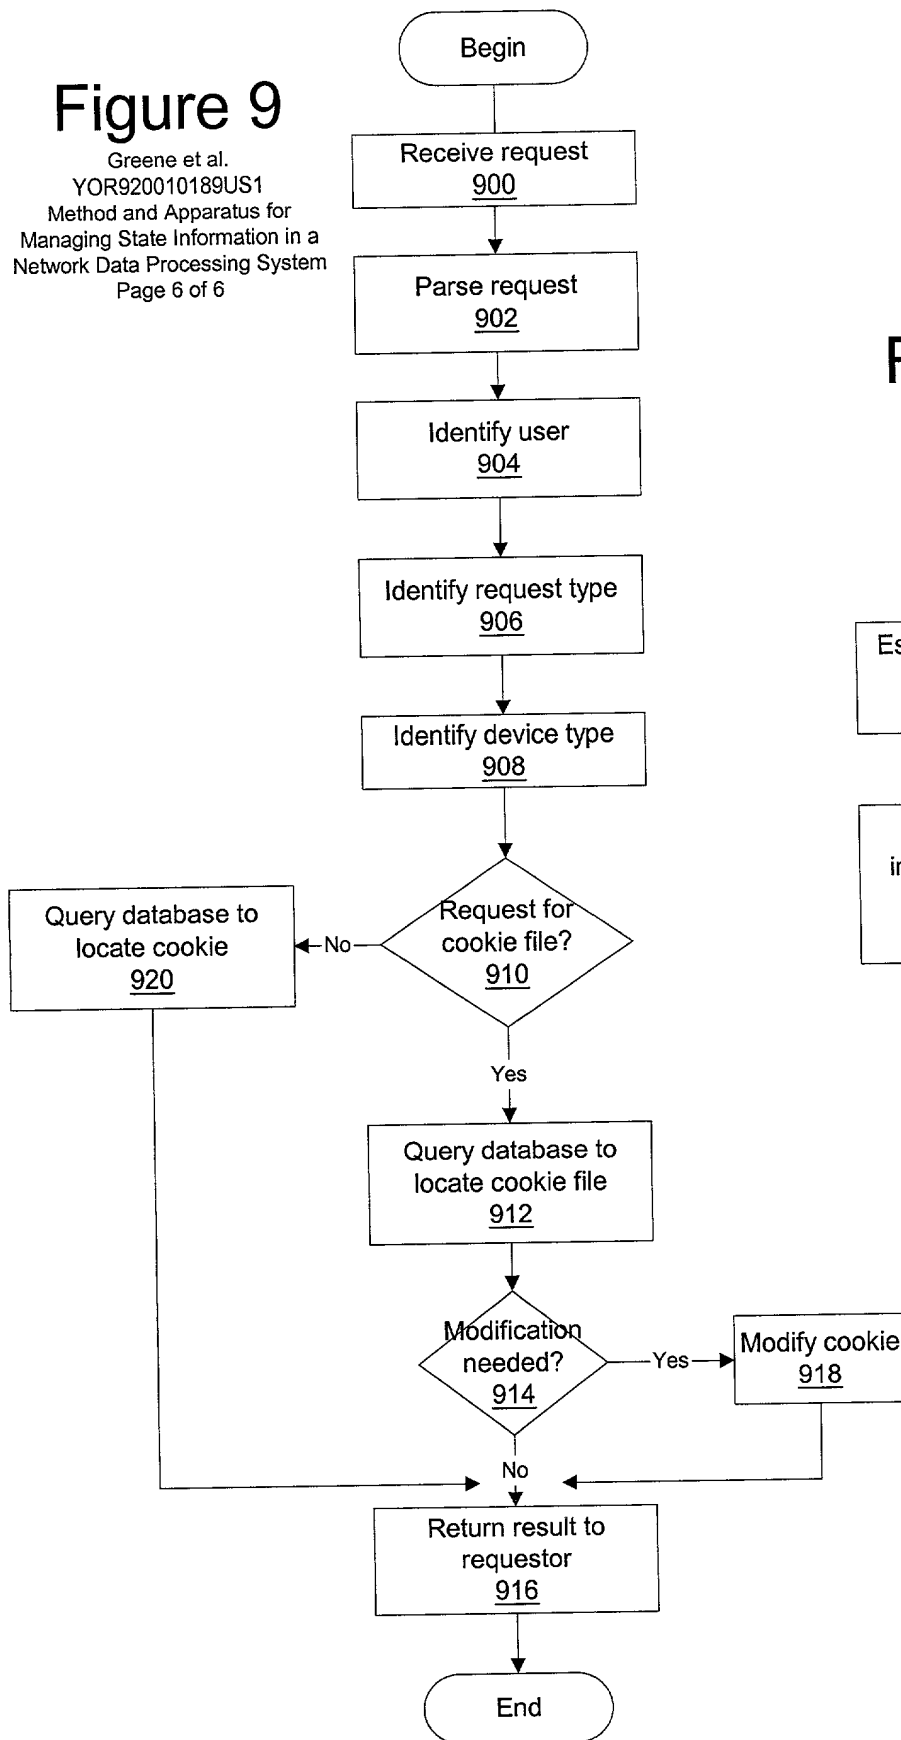 Begin
Figure 9
Greene et al.
YOR920010189US1
Method and Apparatus for
Managing State Information in a
Network Data Processing System
Page 6 of 6
Receive request
900
Parse request
902
Identify user
904
Identify request type
906
Identify device type
908
Request for
cookie file?
910
No
Query database to
locate cookie
920
Yes
Query database to
locate cookie file
912
Modification
needed?
914
Yes
Modify cookie
918
No
Return result to
requestor
916
End